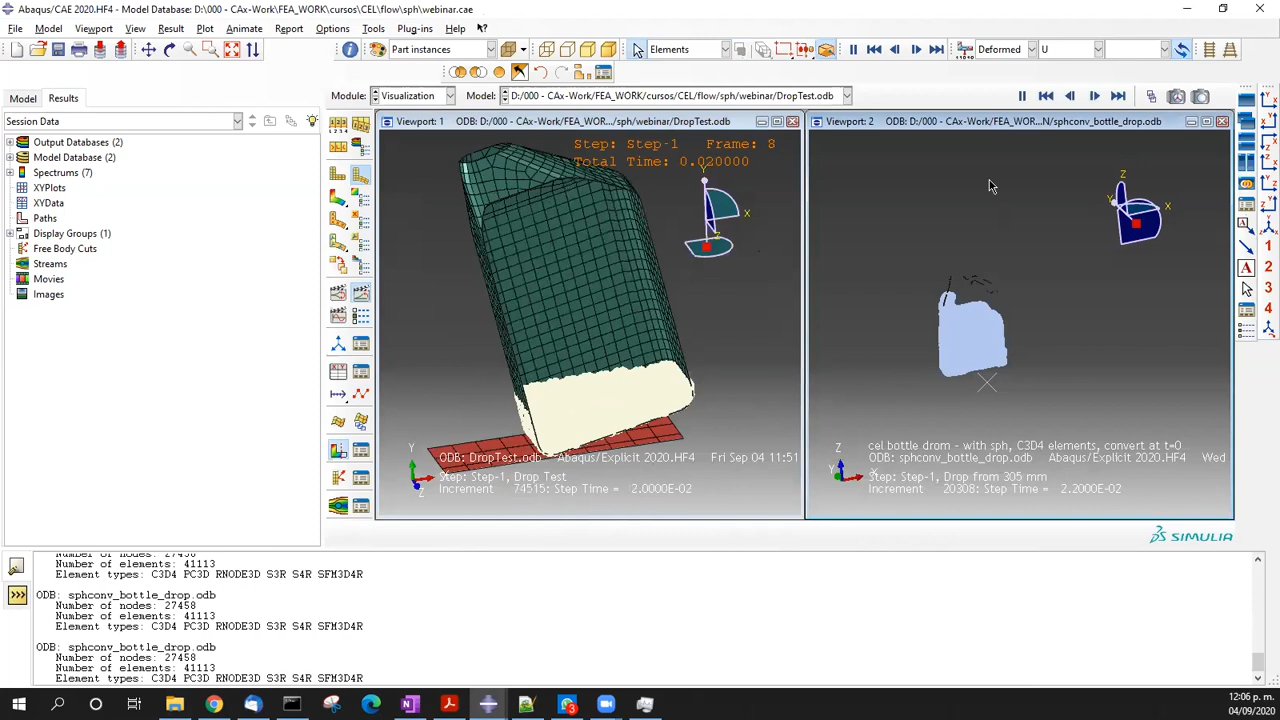 Abaqus/CAE 2020.HF4 - Model Database: D:\000 - CAx-Work\FEA_WORK\cursos\CEL\flow\sph\webinar.cae
File Model Viewport View Result Plot Animate Report Options Tools Plug-ins Help
Part instances Elements Deformed U
Module: Visualization Model: D:/000 - CAx-Work/FEA_WORK/cursos/CEL/flow/sph/webinar/DropTest.odb
Model Results
Session Data
Output Databases (2)
Model Database (2)
Spectrums (7)
XYPlots
XYData
Paths
Display Groups (1)
Free Body Cuts
Streams
Movies
Images
Viewport: 1 ODB: D:/000 - CAx-Work/FEA_WOR.../sph/webinar/DropTest.odb
Step: Step-1 Frame: 8
Total Time: 0.020000
Y
X
Z
ODB: DropTest.odb Abaqus/Explicit 2020.HF4 Fri Sep 04 11:51
Step: Step-1, Drop Test
Increment 74515: Step Time = 2.0000E-02
Y
Z
Viewport: 2 ODB: D:/000 - CAx-Work/FEA_WOR...N/sphconv_bottle_drop.odb
Z
Y
X
cel bottle drom - with sph, C3D4 elements, convert at t=0
ODB: sphconv_bottle_drop.odb Abaqus/Explicit 2020.HF4 Wed
Step: Step-1, Drop from 305 mm
Increment 20308: Step Time = 2.2000E-02
Z
Y
X
1
2
3
4
SIMULIA
Number of elements: 41113
Element types: C3D4 PC3D RNODE3D S3R S4R SFM3D4R
ODB: sphconv_bottle_drop.odb
Number of nodes: 27458
Number of elements: 41113
Element types: C3D4 PC3D RNODE3D S3R S4R SFM3D4R
ODB: sphconv_bottle_drop.odb
Number of nodes: 27458
Number of elements: 41113
Element types: C3D4 PC3D RNODE3D S3R S4R SFM3D4R
12:06 p. m.
04/09/2020